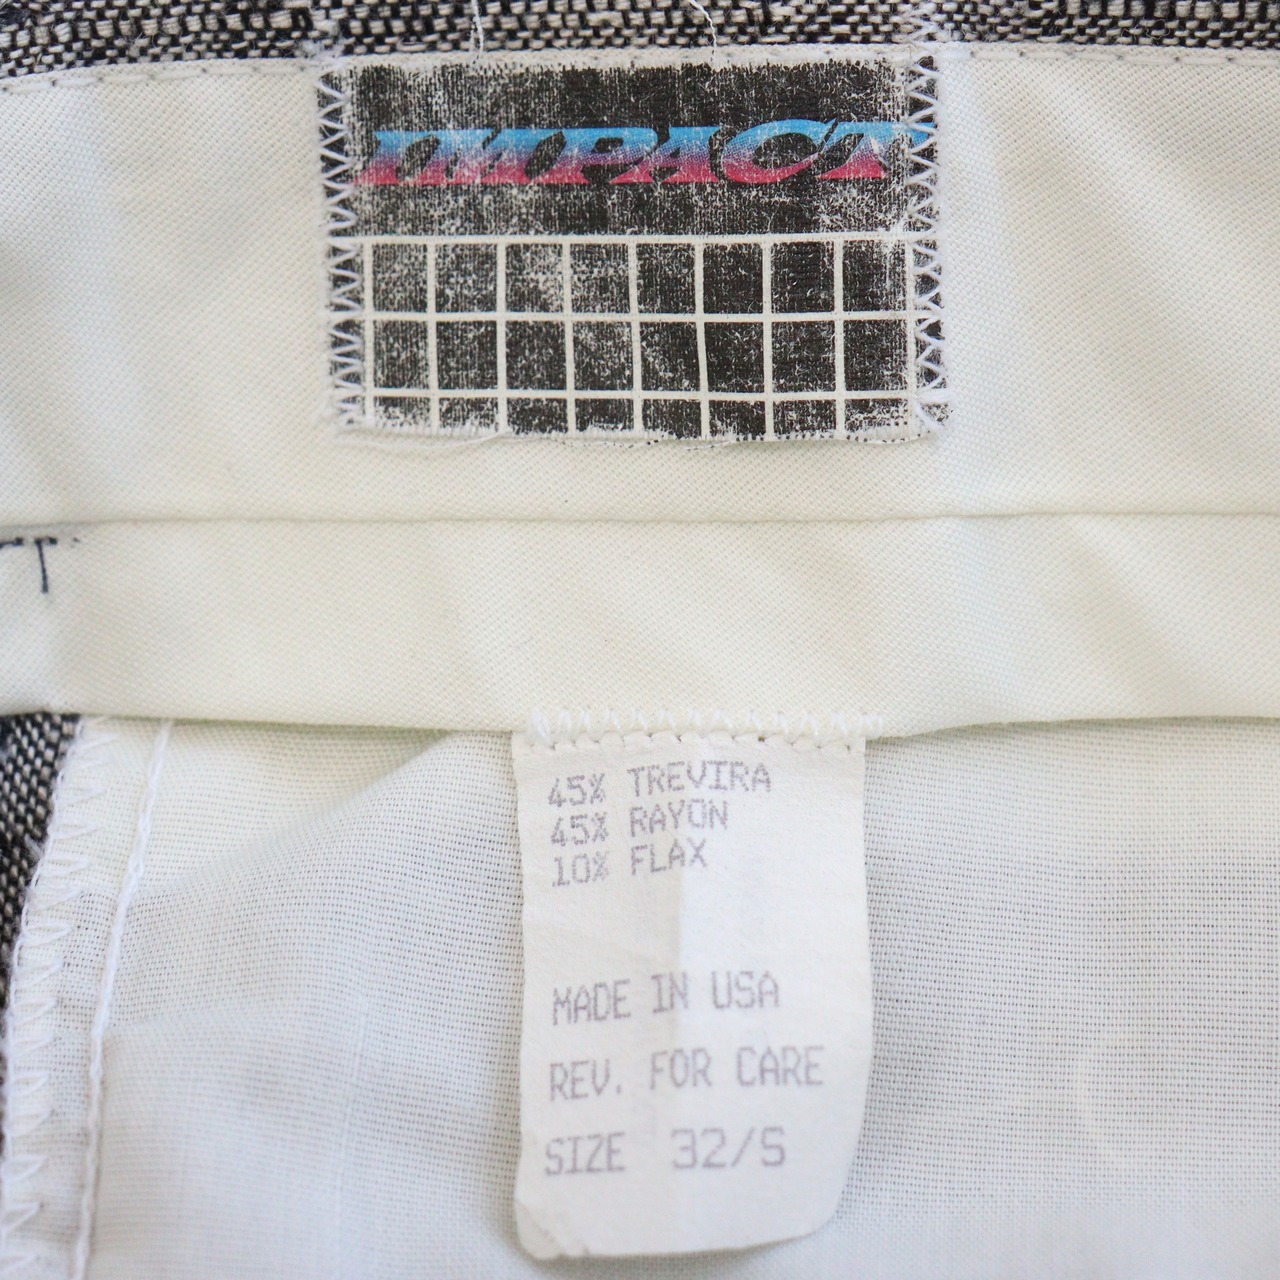 IMPACT
45% TREVIRA
45% RAYON
10% FLAX
MADE IN USA
REV. FOR CARE
SIZE 32/S